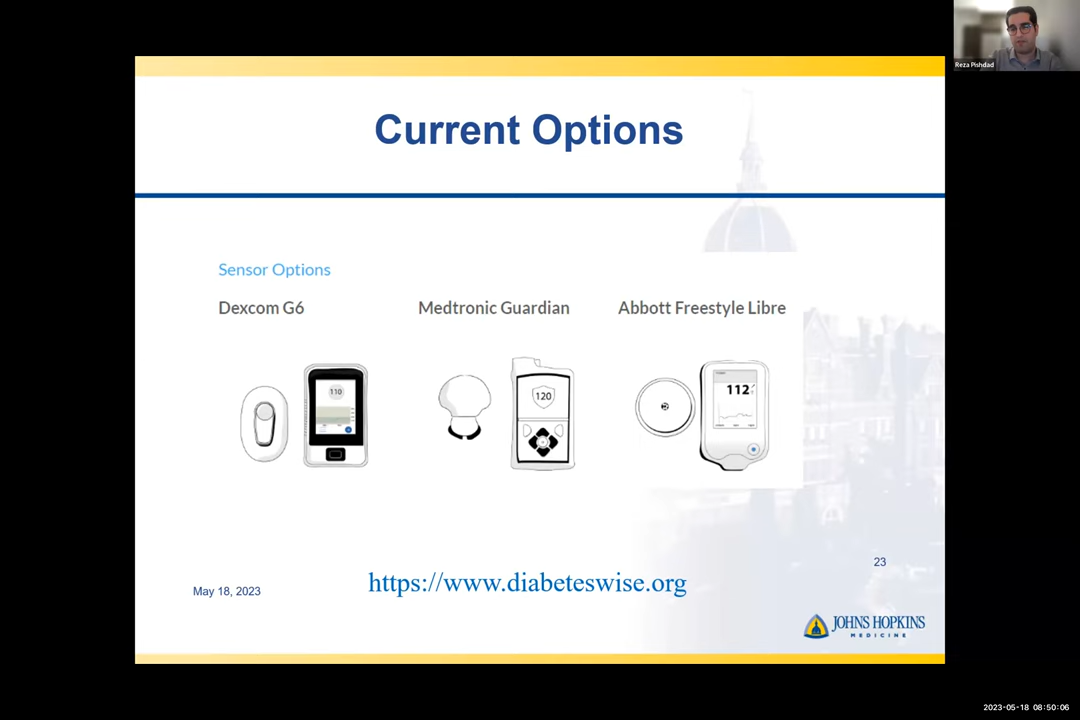 Reza Pishdad
Current Options
Sensor Options
Dexcom G6
Medtronic Guardian
Abbott Freestyle Libre
110
120
112
23
May 18, 2023
https://www.diabeteswise.org
JOHNS HOPKINS
MEDICINE
2023-05-18 08:50:06